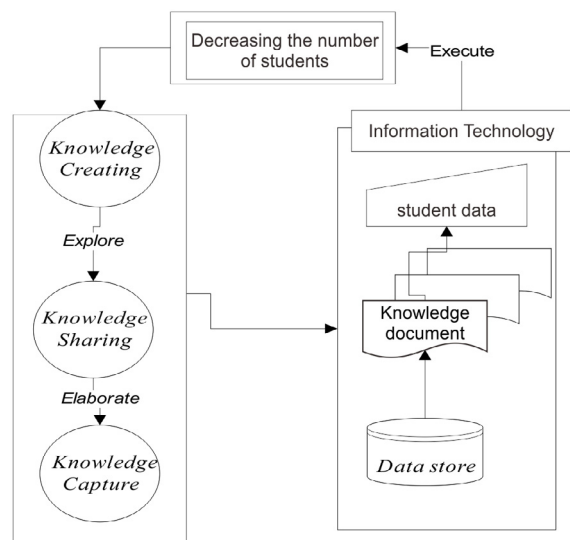 Decreasing the number
of students
Execute
Information Technology
Knowledge
Creating
student data
Explore
Knowledge
document
Knowledge
Sharing
Elaborate
Knowledge
Capture
Data store